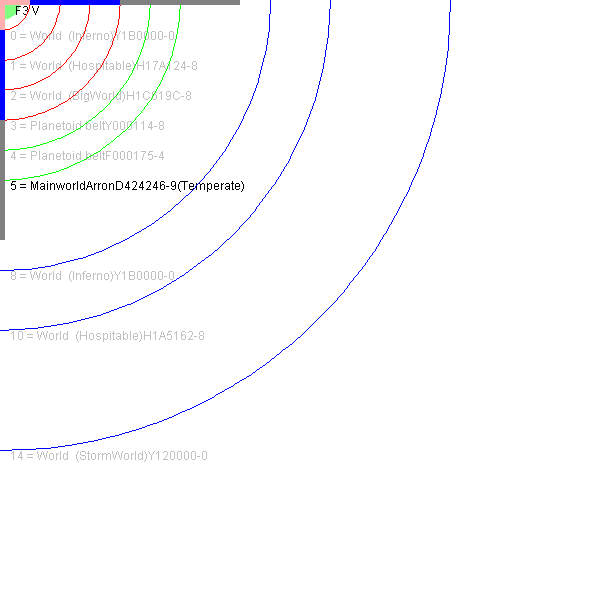 F3 V
0 = World  (Inferno)Y1B0000-0
1 = World  (Hospitable)H17A124-8
2 = World  (BigWorld)H1C619C-8
3 = Planetoid beltY000114-8
4 = Planetoid beltF000175-4
5 = MainworldArronD424246-9(Temperate)
8 = World  (Inferno)Y1B0000-0
10 = World  (Hospitable)H1A5162-8
14 = World  (StormWorld)Y120000-0